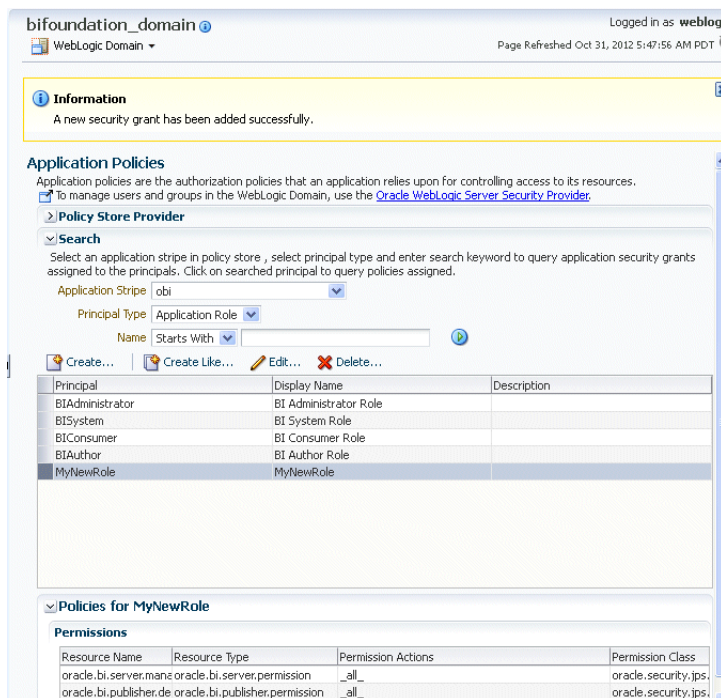 bifoundation_domain
Logged in as weblog
WebLogic Domain
Page Refreshed Oct 31, 2012 5:47:56 AM PDT
Information
A new security grant has been added successfully.
Application Policies
Application policies are the authorization policies that an application relies upon for controlling access to its resources.
To manage users and groups in the WebLogic Domain, use the Oracle WebLogic Server Security Provider.
Policy Store Provider
Search
Select an application stripe in policy store , select principal type and enter search keyword to query application security grants
assigned to the principals. Click on searched principal to query policies assigned.
Application Stripe obi
Principal Type Application Role
Name Starts With
Create... Create Like... Edit... Delete...
Principal Display Name Description
BIAdministrator BI Administrator Role
BISystem BI System Role
BIConsumer BI Consumer Role
BIAuthor BI Author Role
MyNewRole MyNewRole
Policies for MyNewRole
Permissions
Resource Name Resource Type Permission Actions Permission Class
oracle.bi.server.mana oracle.bi.server.permission _all_ oracle.security.jps.
oracle.bi.publisher.de oracle.bi.publisher.permission _all_ oracle.security.jps.